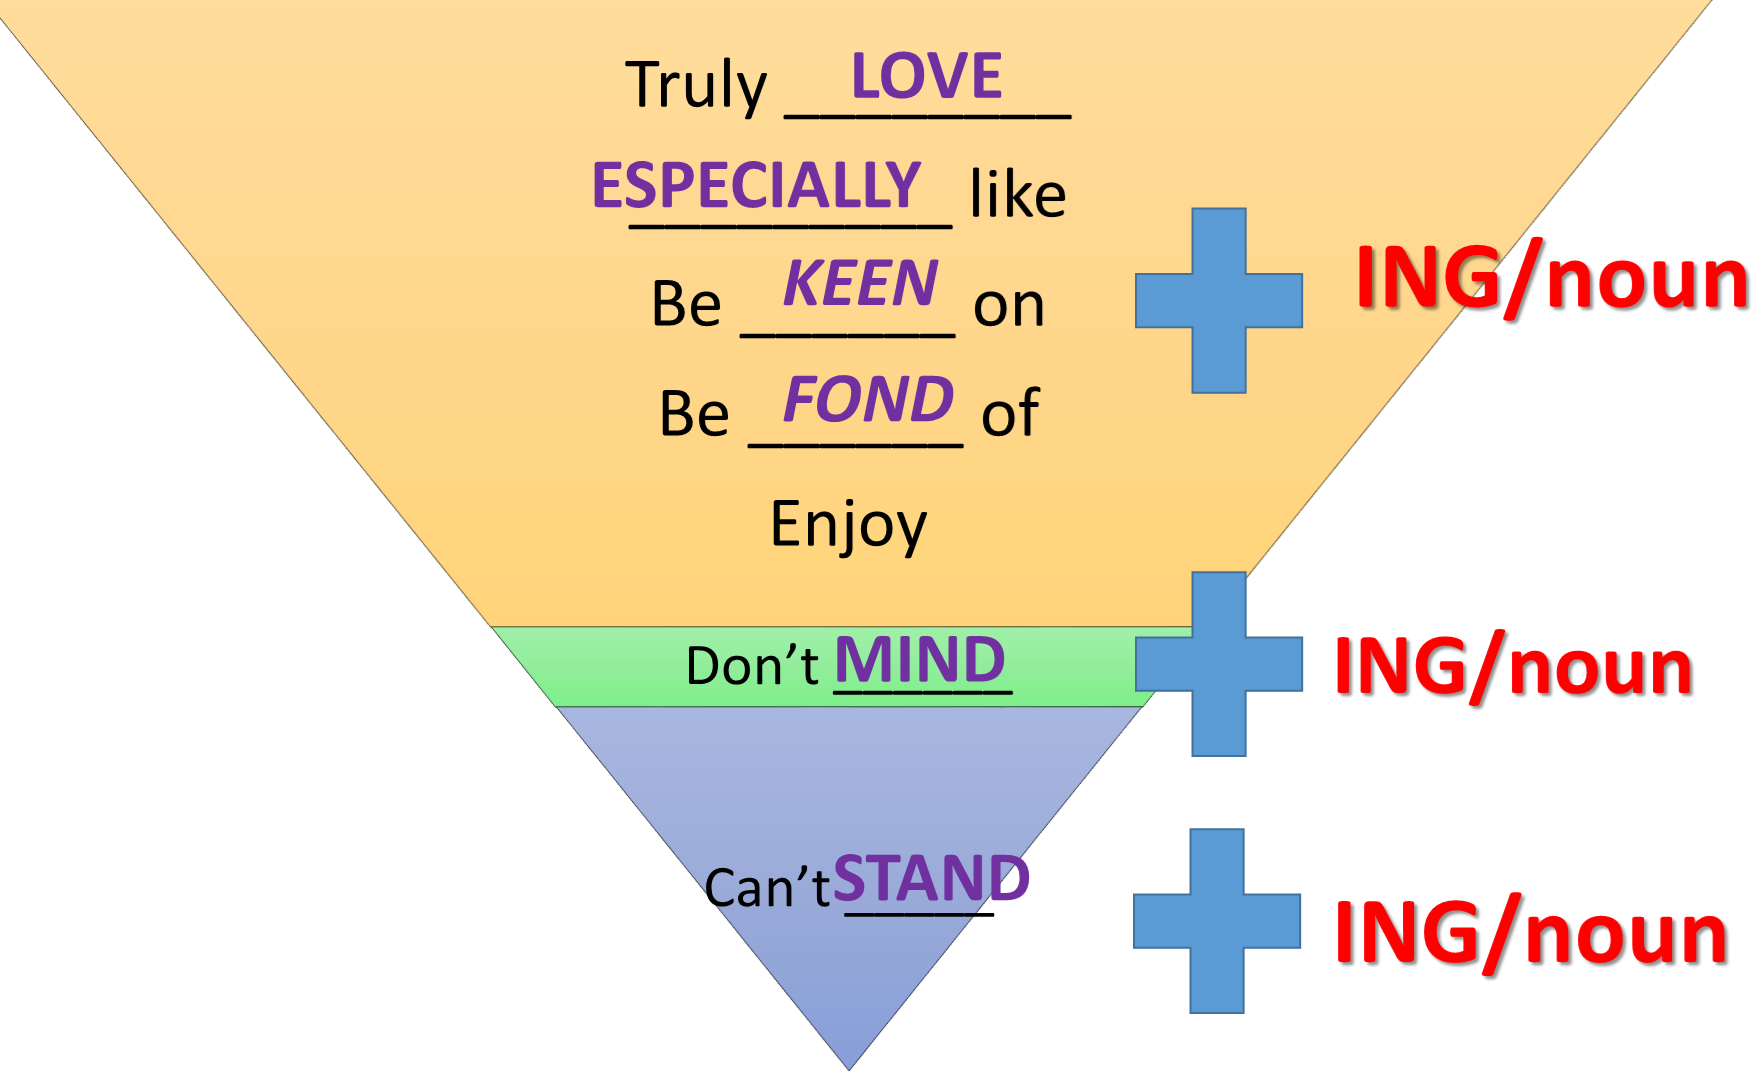 Truly LOVE
ESPECIALLY like
Be KEEN on
ING/noun
Be FOND of
Enjoy
Don’t MIND
ING/noun
Can’t STAND
ING/noun